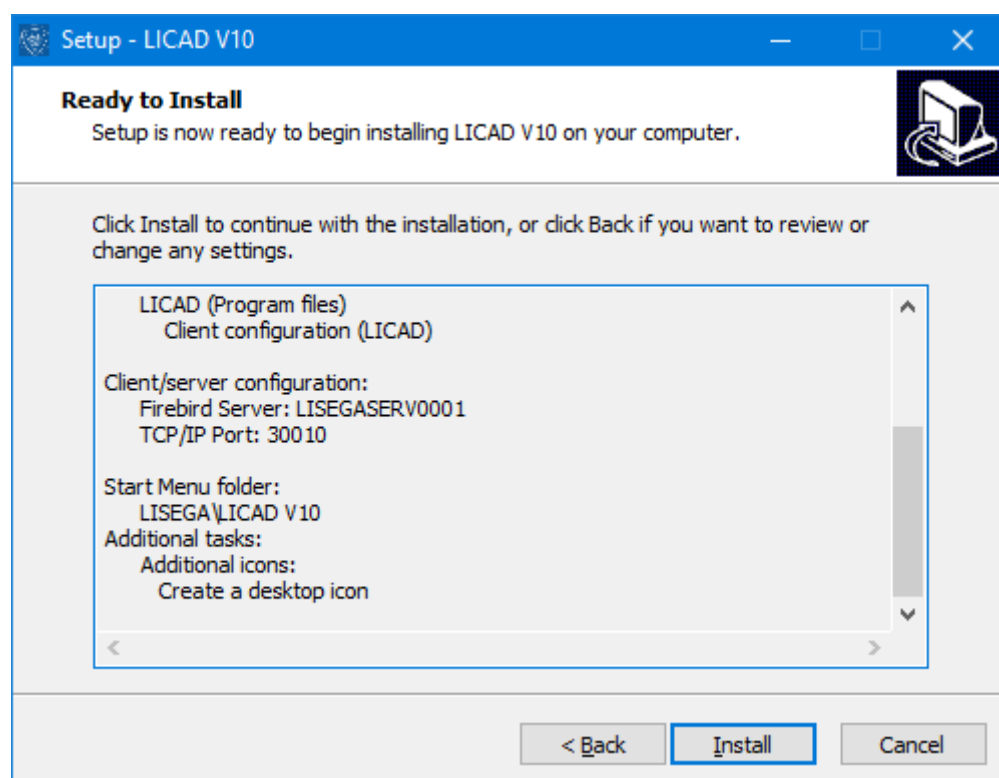 Setup - LICAD V10
Ready to Install
Setup is now ready to begin installing LICAD V10 on your computer.
Click Install to continue with the installation, or click Back if you want to review or
change any settings.
LICAD (Program files)
Client configuration (LICAD)
Client/server configuration:
Firebird Server: LISEGASERV0001
TCP/IP Port: 30010
Start Menu folder:
LISEGA\LICAD V10
Additional tasks:
Additional icons:
Create a desktop icon
< Back Install Cancel